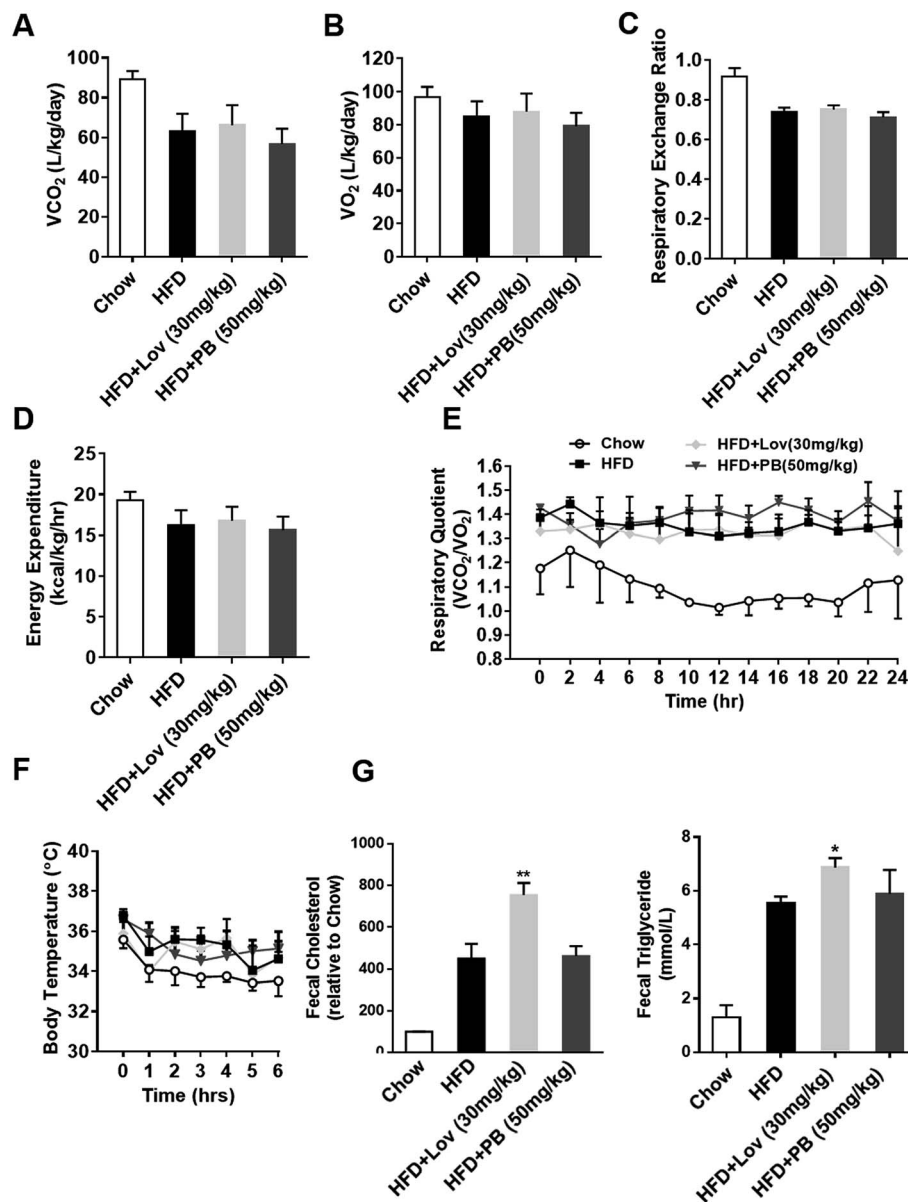 A
VCO2 (L/kg/day)
100
80
60
40
20
0
Chow
HFD
HFD+Lov (30mg/kg)
HFD+PB (50mg/kg)
B
VO2 (L/kg/day)
120
100
80
60
40
20
0
Chow
HFD
HFD+Lov (30mg/kg)
HFD+PB(50mg/kg)
C
Respiratory Exchange Ratio
1.0
0.8
0.6
0.4
0.2
0.0
Chow
HFD
HFD+Lov (30mg/kg)
HFD+PB (50mg/kg)
D
Energy Expenditure
(kcal/kg/hr)
25
20
15
10
5
0
Chow
HFD
HFD+Lov (30mg/kg)
HFD+PB (50mg/kg)
E
Chow
HFD
HFD+Lov(30mg/kg)
HFD+PB(50mg/kg)
Respiratory Quotient
(VCO2/VO2)
1.6
1.5
1.4
1.3
1.2
1.1
1.0
0.9
0.8
0 2 4 6 8 10 12 14 16 18 20 22 24
Time (hr)
F
Body Temperature (°C)
40
38
36
34
32
30
0 1 2 3 4 5 6
Time (hrs)
G
Fecal Cholesterol
(relative to Chow)
1000
800
600
400
200
0
**
Chow
HFD
HFD+Lov (30mg/kg)
HFD+PB (50mg/kg)
Fecal Triglyceride
(mmol/L)
8
6
4
2
0
*
Chow
HFD
HFD+Lov (30mg/kg)
HFD+PB (50mg/kg)